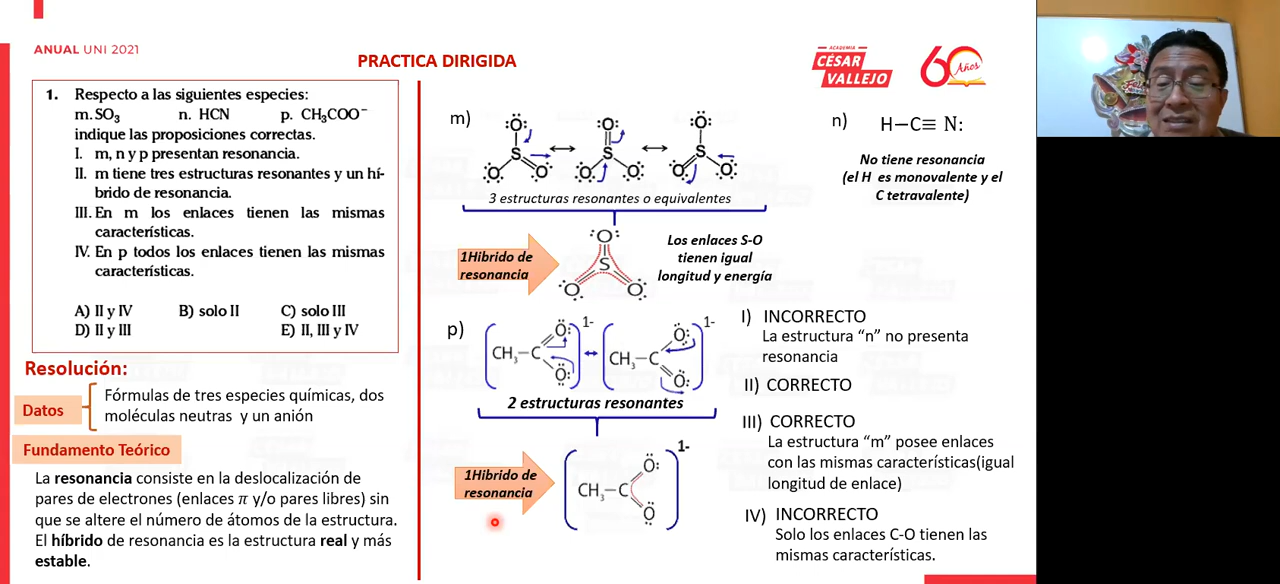 ANUAL UNI 2021
PRACTICA DIRIGIDA
ACADEMIA
CÉSAR
VALLEJO
60 Años
1. Respecto a las siguientes especies:
m. SO₃ n. HCN p. CH₃COO⁻
indique las proposiciones correctas.
I. m, n y p presentan resonancia.
II. m tiene tres estructuras resonantes y un hí-
brido de resonancia.
III. En m los enlaces tienen las mismas
características.
IV. En p todos los enlaces tienen las mismas
características.
A) II y IV B) solo II C) solo III
D) II y III E) II, III y IV
Resolución:
Datos
Fórmulas de tres especies químicas, dos
moléculas neutras y un anión
Fundamento Teórico
La resonancia consiste en la deslocalización de
pares de electrones (enlaces π y/o pares libres) sin
que se altere el número de átomos de la estructura.
El híbrido de resonancia es la estructura real y más
estable.
m)
O O O
S S S
O O O O O O
3 estructuras resonantes o equivalentes
1Hibrido de
resonancia
O
S
O O
Los enlaces S-O
tienen igual
longitud y energía
n) H–C≡ N:
No tiene resonancia
(el H es monovalente y el
C tetravalente)
p)
CH₃–C O O 1-
CH₃–C O O 1-
2 estructuras resonantes
1Hibrido de
resonancia
CH₃–C O O 1-
I) INCORRECTO
La estructura “n” no presenta
resonancia
II) CORRECTO
III) CORRECTO
La estructura “m” posee enlaces
con las mismas características(igual
longitud de enlace)
IV) INCORRECTO
Solo los enlaces C-O tienen las
mismas características.